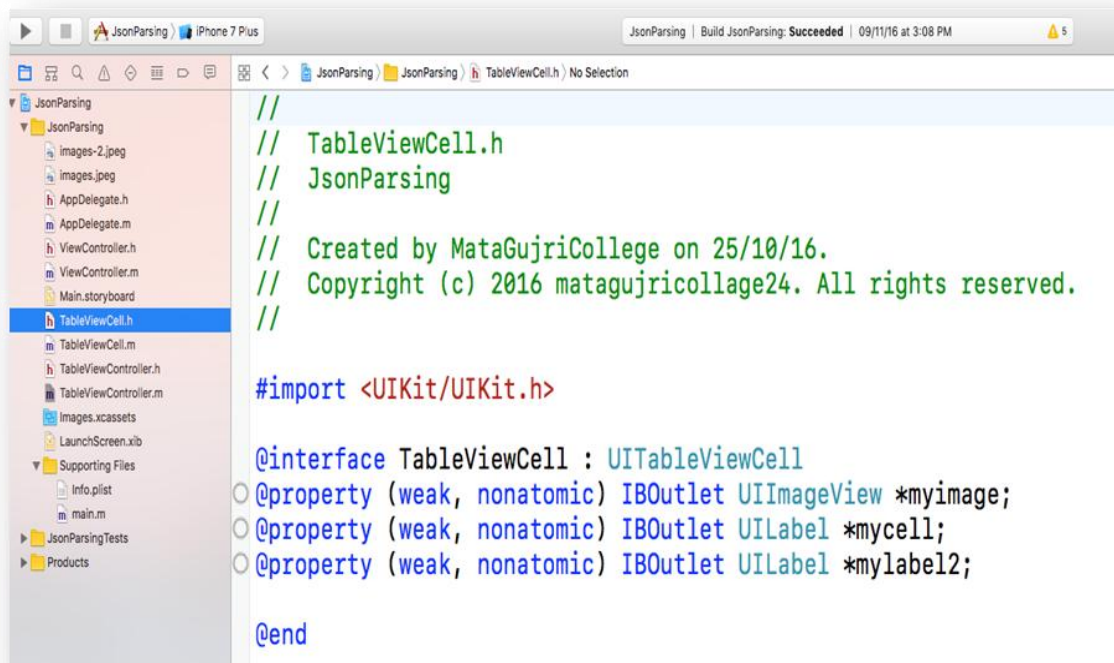 JsonParsing iPhone 7 Plus
JsonParsing | Build JsonParsing: Succeeded | 09/11/16 at 3:08 PM 5
JsonParsing JsonParsing h TableViewCell.h No Selection
JsonParsing
JsonParsing
images-2.jpeg
images.jpeg
h AppDelegate.h
m AppDelegate.m
h ViewController.h
m ViewController.m
Main.storyboard
h TableViewCell.h
m TableViewCell.m
h TableViewController.h
m TableViewController.m
Images.xcassets
LaunchScreen.xib
Supporting Files
Info.plist
m main.m
JsonParsingTests
Products
//
// TableViewCell.h
// JsonParsing
//
// Created by MataGujriCollege on 25/10/16.
// Copyright (c) 2016 matagujricollage24. All rights reserved.
//
#import <UIKit/UIKit.h>
@interface TableViewCell : UITableViewCell
@property (weak, nonatomic) IBOutlet UIImageView *myimage;
@property (weak, nonatomic) IBOutlet UILabel *mycell;
@property (weak, nonatomic) IBOutlet UILabel *mylabel2;
@end